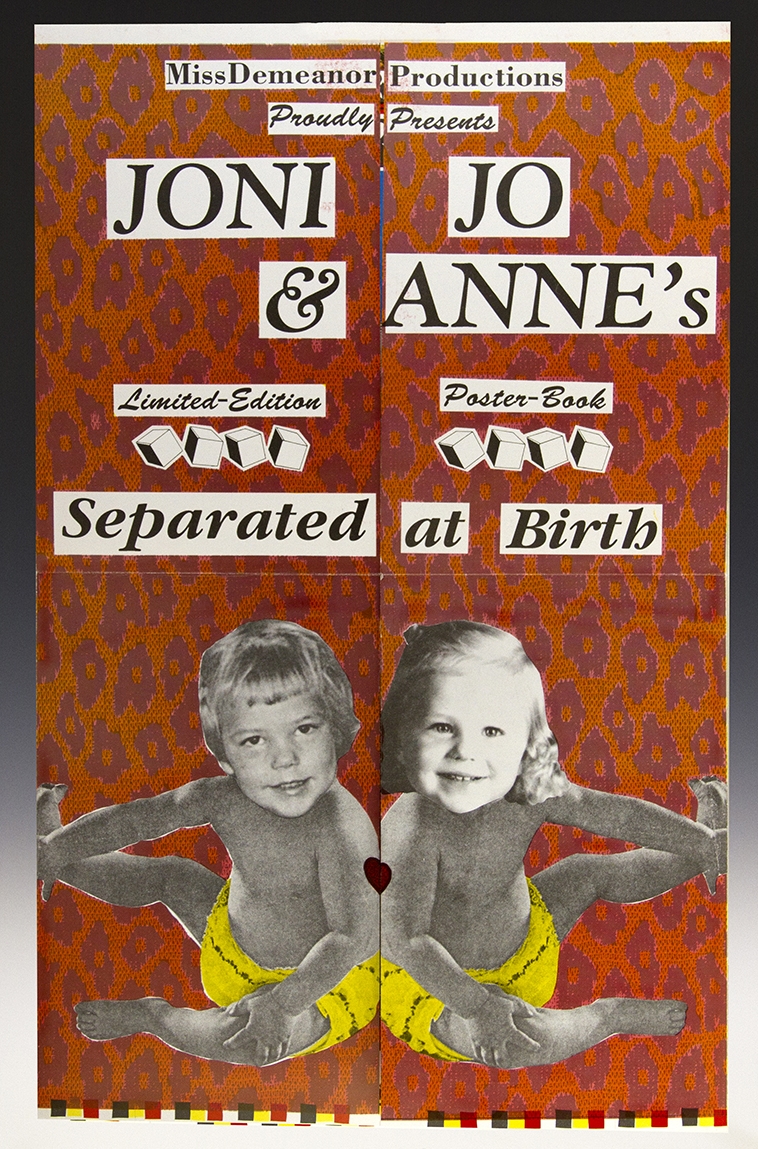 MissDemeanor Productions
Proudly Presents
JONI JO
& ANNE's
Limited-Edition Poster-Book
Separated at Birth